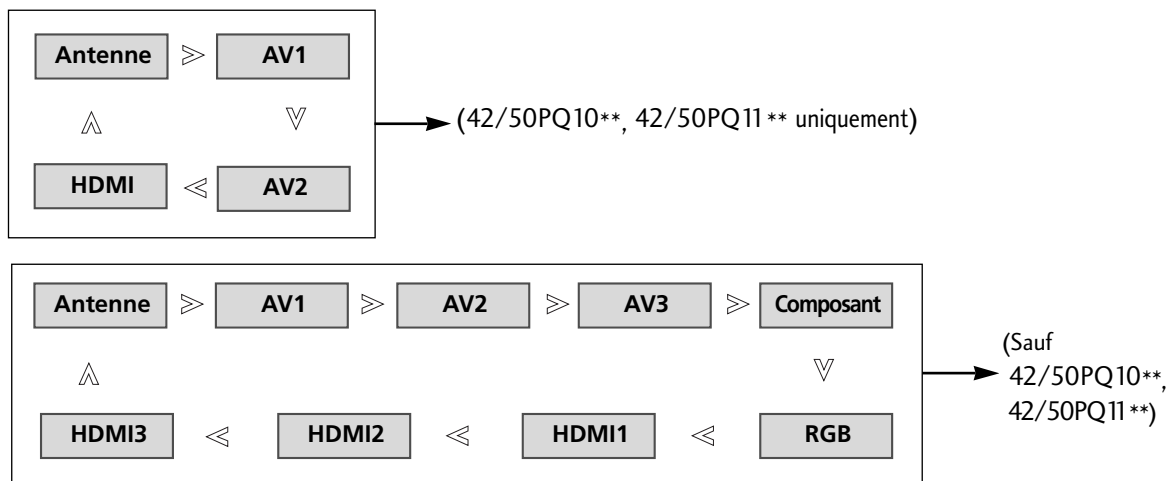 Antenne AV1
HDMI AV2
(42/50PQ10**, 42/50PQ11** uniquement)
Antenne AV1 AV2 AV3 Composant
HDMI3 HDMI2 HDMI1 RGB
(Sauf
42/50PQ10**,
42/50PQ11**)